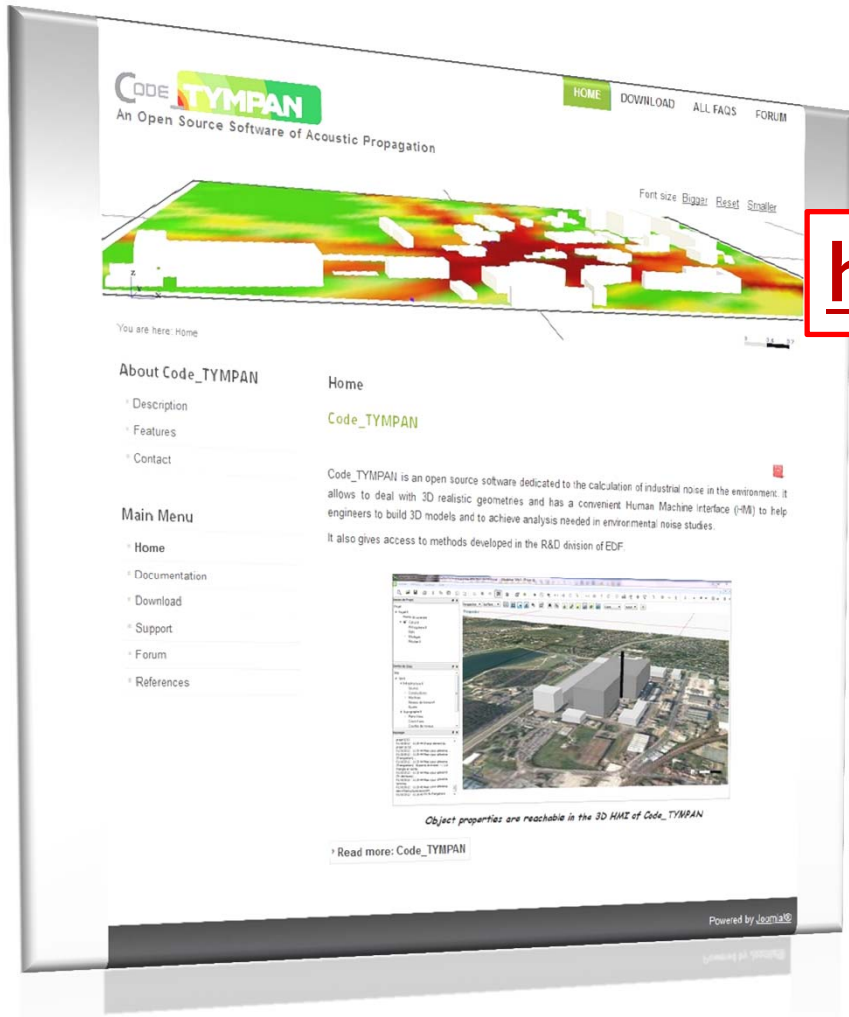 CODE_TYMPAN
An Open Source Software of Acoustic Propagation
HOME DOWNLOAD ALL FAQS FORUM
Font size Bigger Reset Smaller
h
You are here: Home
About Code_TYMPAN
Description
Features
Contact
Main Menu
Home
Documentation
Download
Support
Forum
References
Home
Code_TYMPAN
Code_TYMPAN is an open source software dedicated to the calculation of industrial noise in the environment. It
allows to deal with 3D realistic geometries and has a convenient Human Machine Interface (HMI) to help
engineers to build 3D models and to achieve analysis needed in environmental noise studies.
It also gives access to methods developed in the R&D division of EDF.
Object properties are reachable in the 3D HMI of Code_TYMPAN
Read more: Code_TYMPAN
Powered by Joomla!®